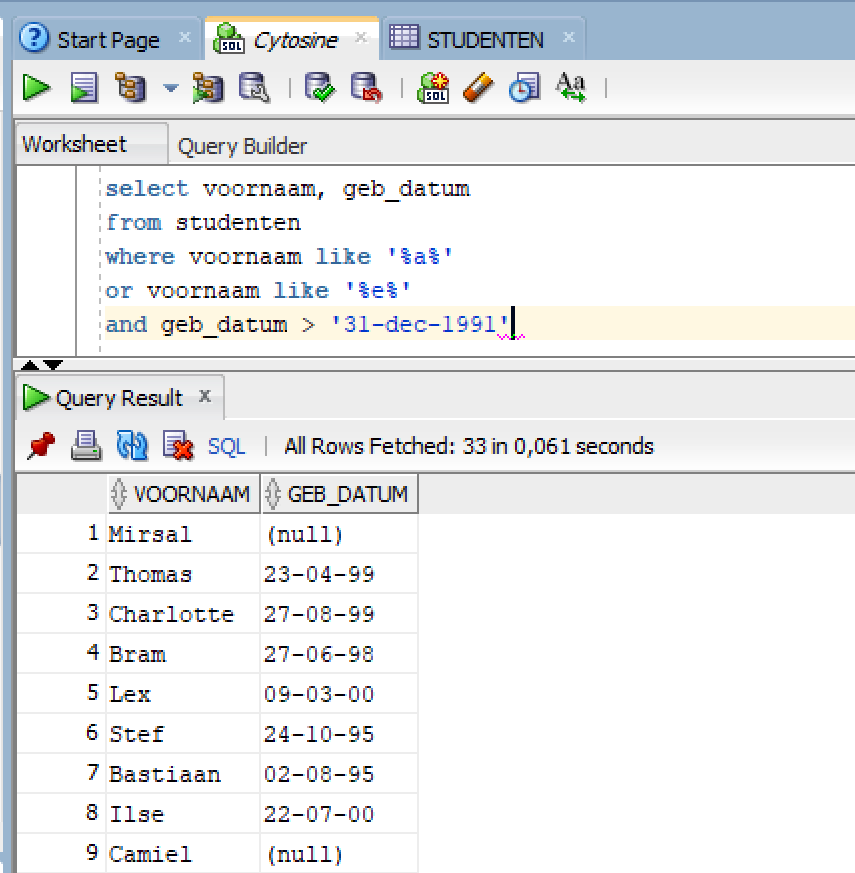 Start Page × Cytosine × STUDENTEN ×
SQL SQL Aa
Worksheet Query Builder
select voornaam, geb_datum
from studenten
where voornaam like '%a%'
or voornaam like '%e%'
and geb_datum > '31-dec-1991'
Query Result x
SQL | All Rows Fetched: 33 in 0,061 seconds
VOORNAAM GEB_DATUM
1 Mirsal (null)
2 Thomas 23-04-99
3 Charlotte 27-08-99
4 Bram 27-06-98
5 Lex 09-03-00
6 Stef 24-10-95
7 Bastiaan 02-08-95
8 Ilse 22-07-00
9 Camiel (null)